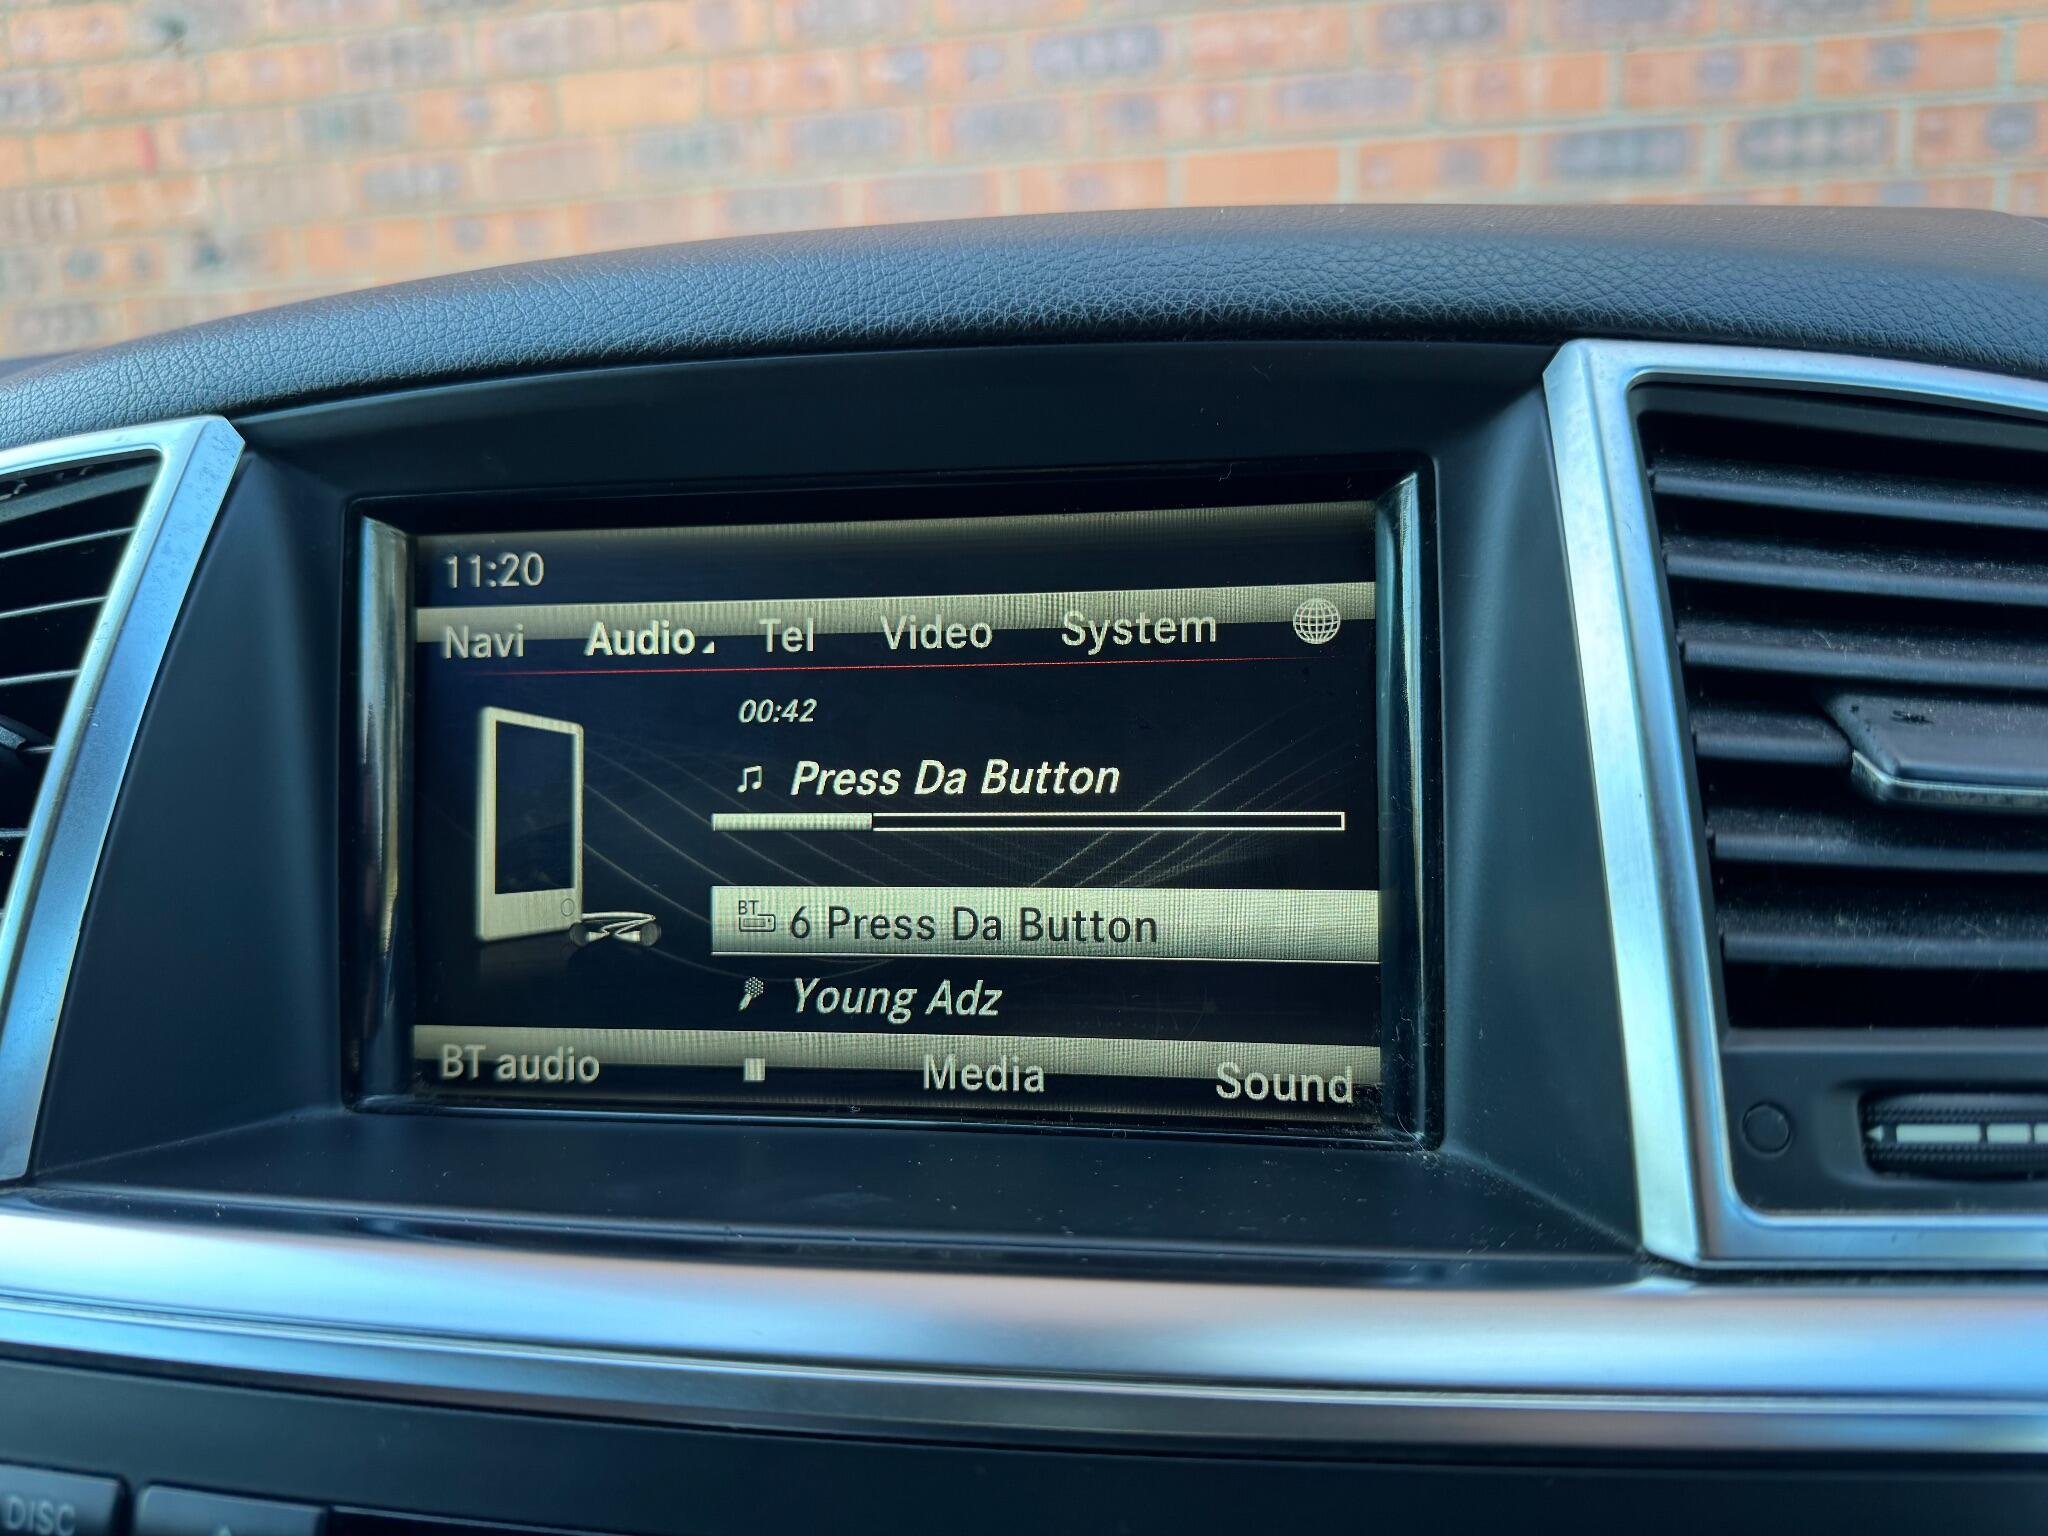 11:20
Navi Audio Tel Video System
00:42
Press Da Button
BT 6 Press Da Button
Young Adz
BT audio Media Sound
DISC